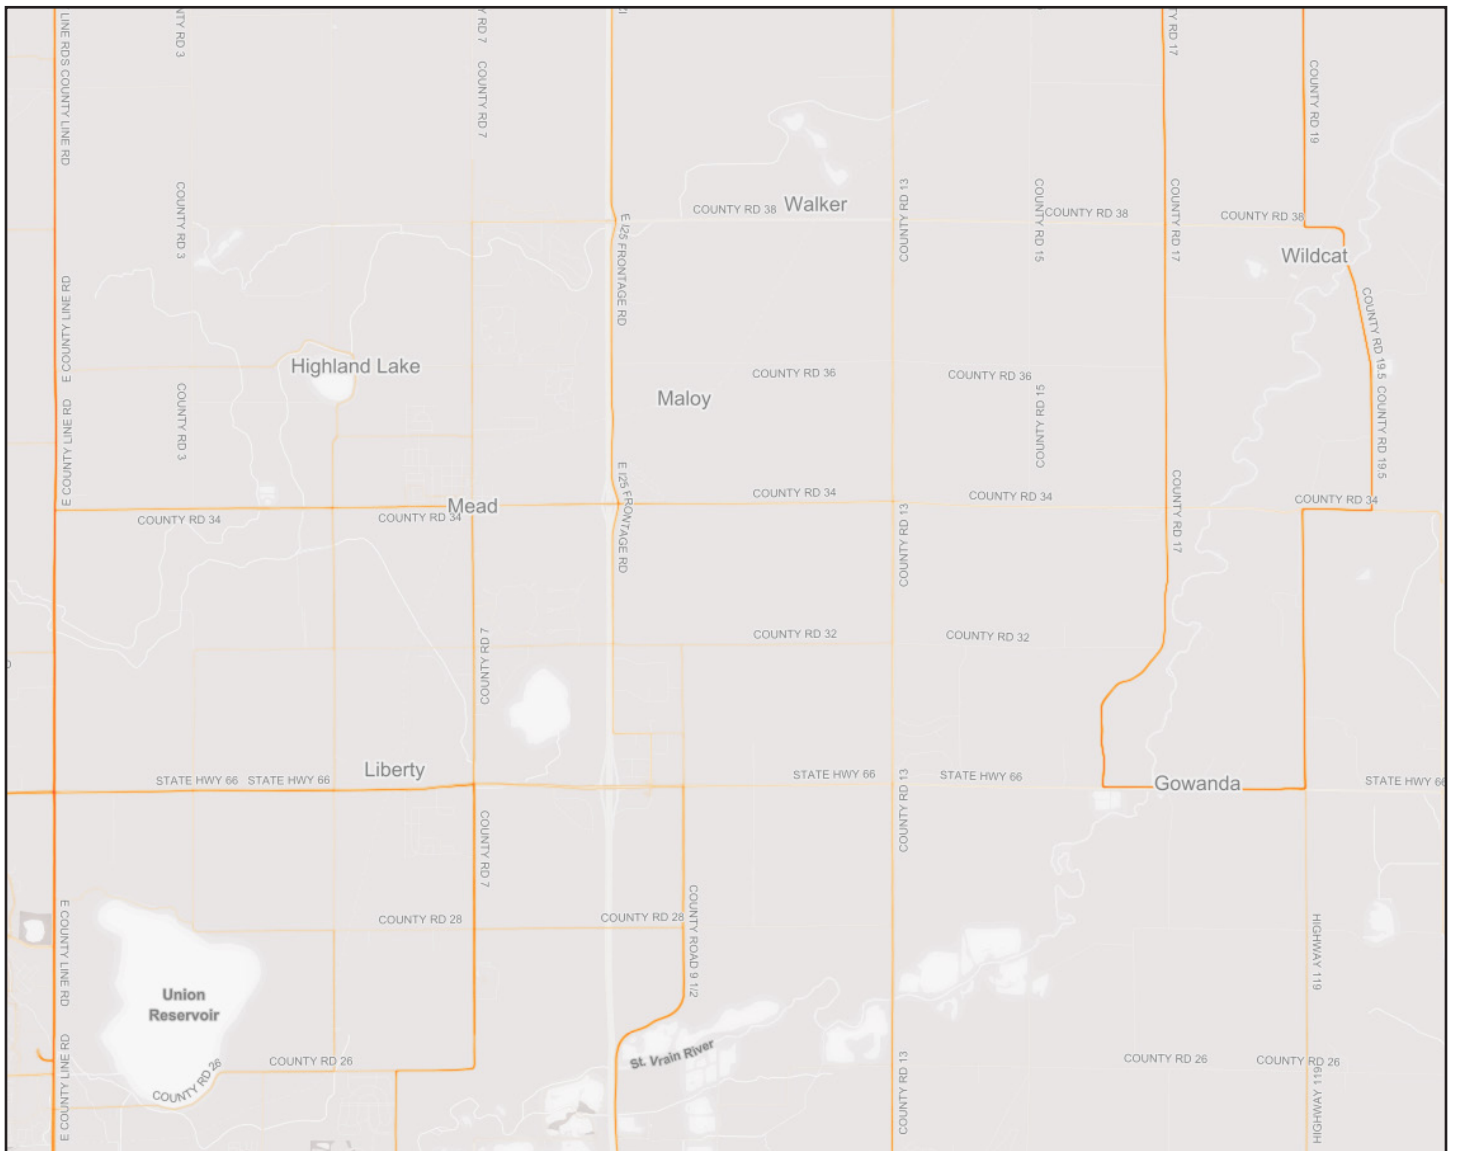 LINE RDS COUNTY LINE RD
NTY RD 3
Y RD 7
COUNTY RD 7
Y RD 17
COUNTY RD 19
COUNTY RD 3
COUNTY RD 38
Walker
COUNTY RD 13
COUNTY RD 15
COUNTY RD 38
COUNTY RD 17
COUNTY RD 38
E I25 FRONTAGE RD
Wildcat
E COUNTY LINE RD
COUNTY RD 19.5
Highland Lake
COUNTY RD 36
COUNTY RD 36
Maloy
E COUNTY LINE RD
COUNTY RD 3
COUNTY RD 15
COUNTY RD 19.5
E I25 FRONTAGE RD
COUNTY RD 34
COUNTY RD 34
COUNTY RD 34
Mead
COUNTY RD 34
COUNTY RD 34
COUNTY RD 13
COUNTY RD 17
COUNTY RD 7
COUNTY RD 32
COUNTY RD 32
Liberty
STATE HWY 66
STATE HWY 66
STATE HWY 66
STATE HWY 66
Gowanda
STATE HWY 66
COUNTY RD 13
COUNTY RD 7
COUNTY RD 28
COUNTY RD 28
COUNTY ROAD 9 1/2
E COUNTY LINE RD
HIGHWAY 119
Union
Reservoir
St. Vrain River
COUNTY RD 26
COUNTY RD 26
COUNTY RD 26
COUNTY RD 26
E COUNTY LINE RD
COUNTY RD 13
HIGHWAY 119